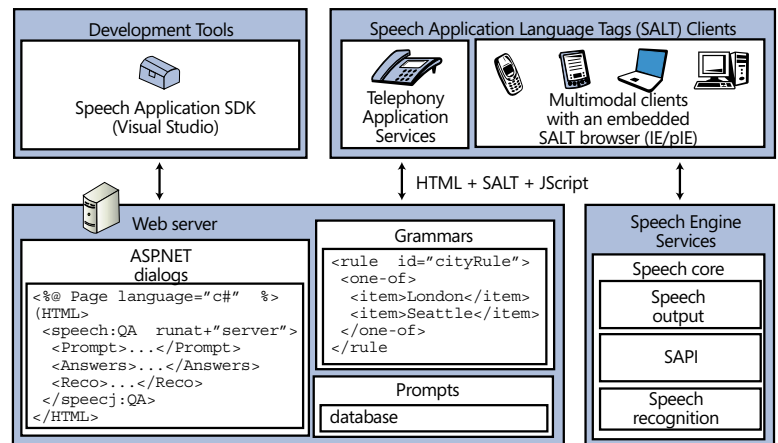 Development Tools
Speech Application SDK
(Visual Studio)
Speech Application Language Tags (SALT) Clients
Telephony
Application
Services
Multimodal clients
with an embedded
SALT browser (IE/pIE)
HTML + SALT + JScript
Web server
ASP.NET
dialogs
<%@ Page language="c#" %>
(HTML>
<speech:QA runat+"server">
<Prompt>...</Prompt>
<Answers>...</Answers>
<Reco>...</Reco>
</speecj:QA>
</HTML>
Grammars
<rule id="cityRule">
<one-of>
<item>London</item>
<item>Seattle</item>
</one-of>
</rule
Prompts
database
Speech Engine
Services
Speech core
Speech
output
SAPI
Speech
recognition